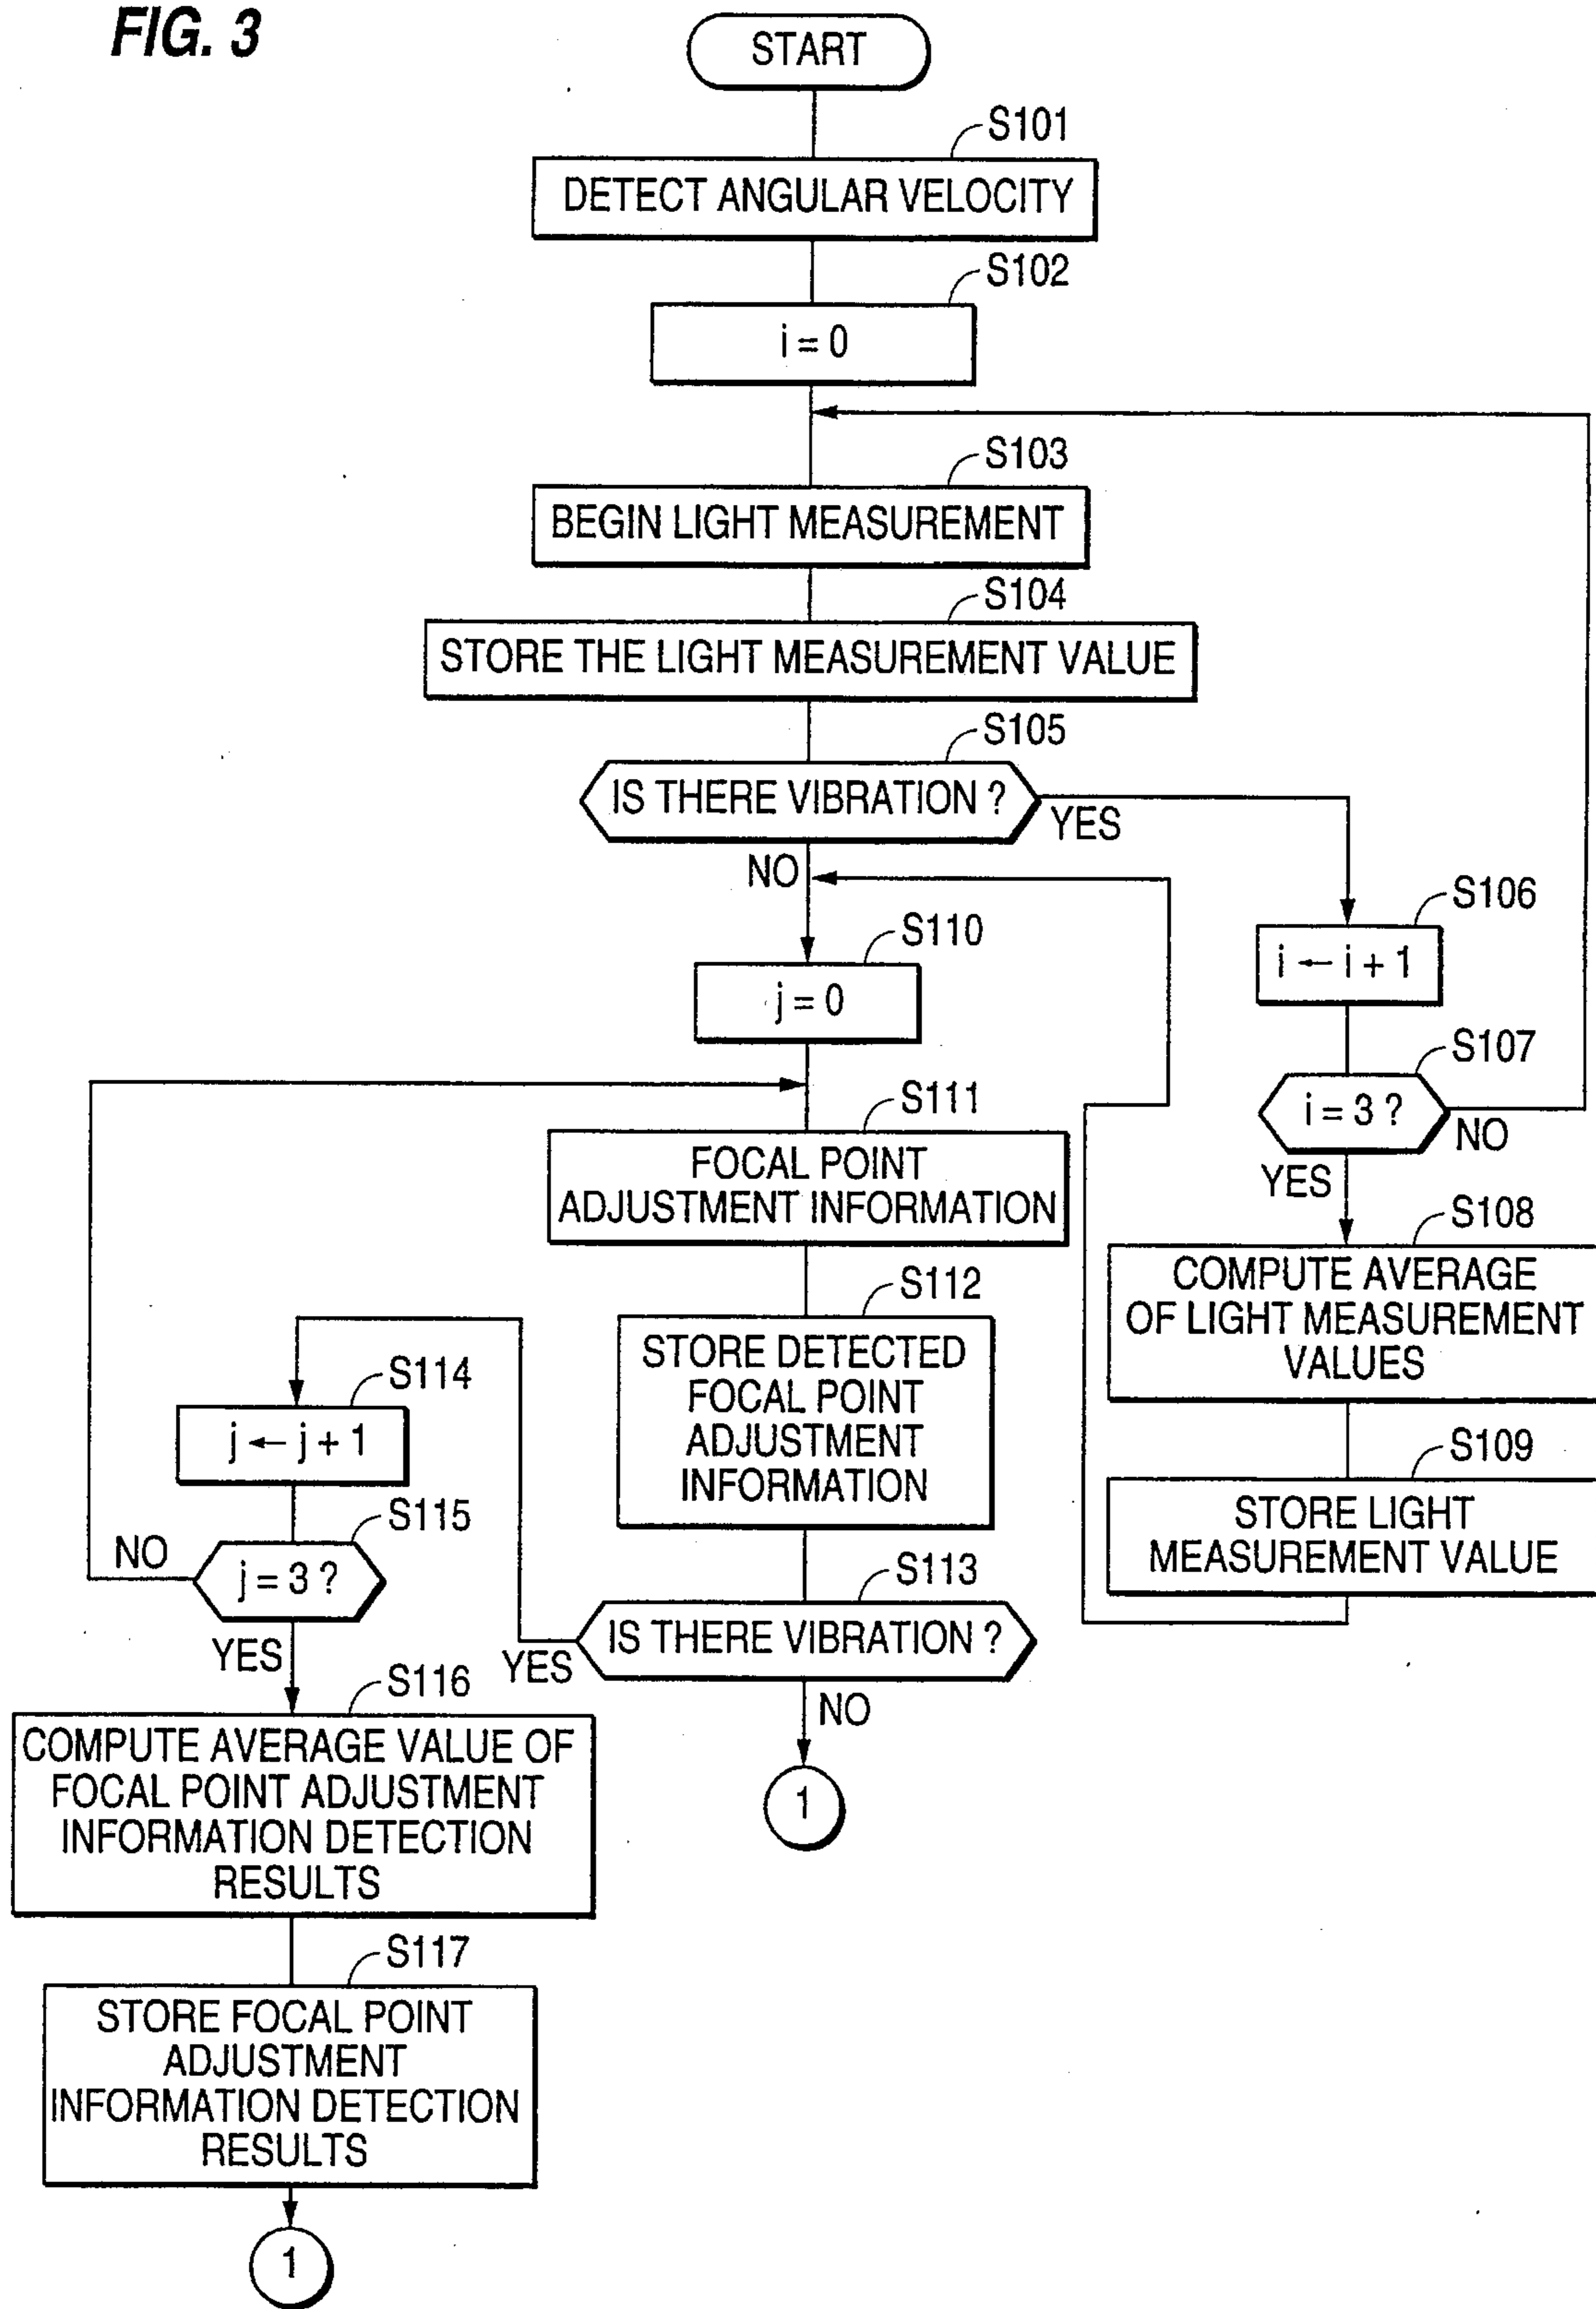 FIG. 3
START
S101
DETECT ANGULAR VELOCITY
S102
i = 0
S103
BEGIN LIGHT MEASUREMENT
S104
STORE THE LIGHT MEASUREMENT VALUE
S105
IS THERE VIBRATION ?
YES
NO
S106
i ← i + 1
S107
i = 3 ?
NO
YES
S108
COMPUTE AVERAGE
OF LIGHT MEASUREMENT
VALUES
S109
STORE LIGHT
MEASUREMENT VALUE
S110
j = 0
S111
FOCAL POINT
ADJUSTMENT INFORMATION
S112
STORE DETECTED
FOCAL POINT
ADJUSTMENT
INFORMATION
S113
IS THERE VIBRATION ?
YES
NO
1
S114
j ← j + 1
S115
j = 3 ?
NO
YES
S116
COMPUTE AVERAGE VALUE OF
FOCAL POINT ADJUSTMENT
INFORMATION DETECTION
RESULTS
S117
STORE FOCAL POINT
ADJUSTMENT
INFORMATION DETECTION
RESULTS
1